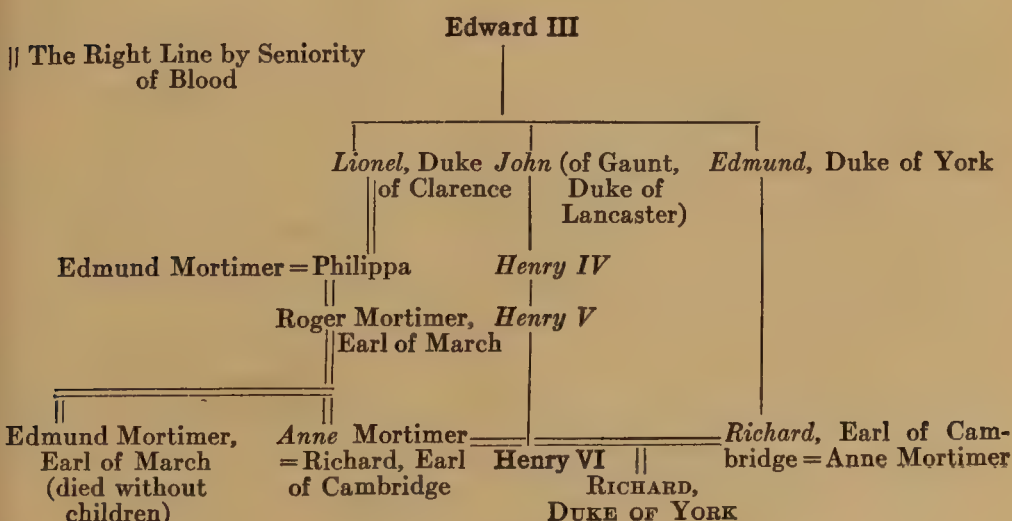 Edward III
|| The Right Line by Seniority
of Blood
Lionel, Duke
of Clarence
John (of Gaunt,
Duke of
Lancaster)
Edmund, Duke of York
Edmund Mortimer = Philippa
Henry IV
Roger Mortimer,
Earl of March
Henry V
Edmund Mortimer,
Earl of March
(died without
children)
Anne Mortimer
= Richard, Earl
of Cambridge
Henry VI
Richard, Earl of Cam-
bridge = Anne Mortimer
RICHARD,
DUKE OF YORK